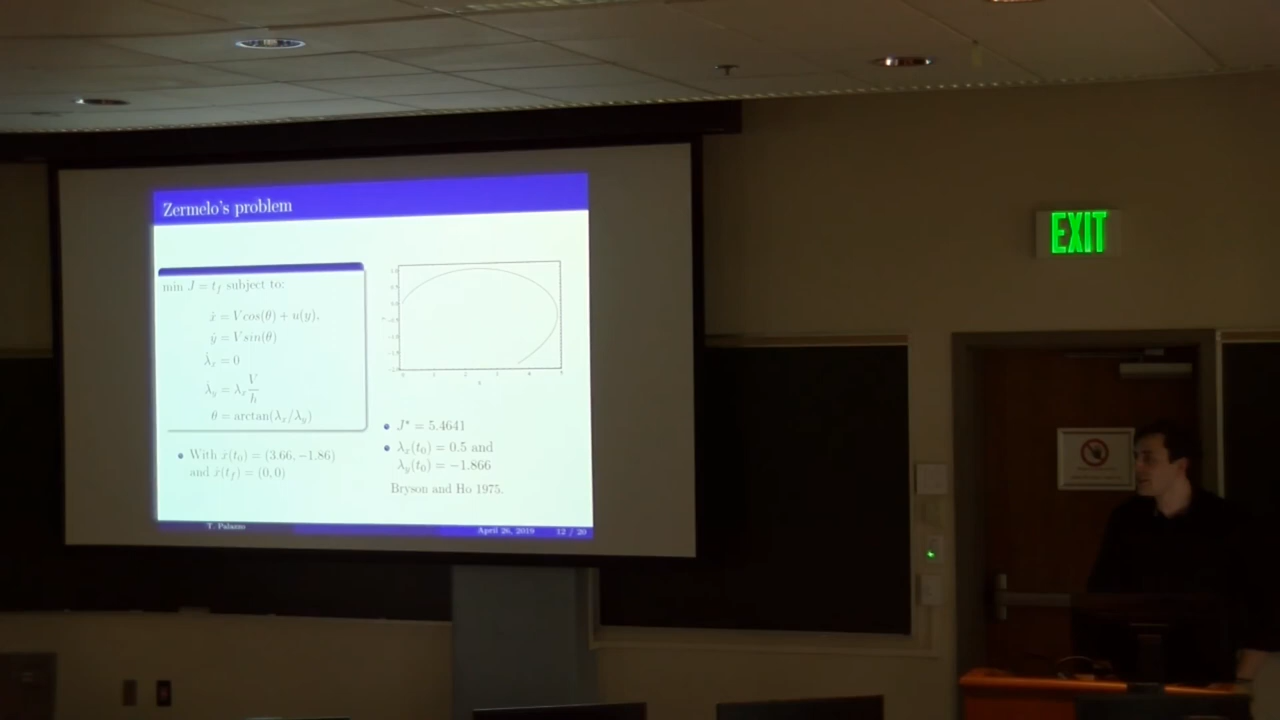 Zermelo's problem
min J = t_f subject to:
ẋ = V cos(θ) + u(y),
ẏ = V sin(θ)
λ̇_x = 0
λ̇_y = λ_x V/h
θ = arctan(λ_x/λ_y)
With x̄(t_0) = (3.66, −1.86)
and x̄(t_f) = (0, 0)
J* = 5.4641
λ_x(t_0) = 0.5 and
λ_y(t_0) = −1.866
Bryson and Ho 1975.
T. Palazzo
April 26, 2019
12 / 20
EXIT